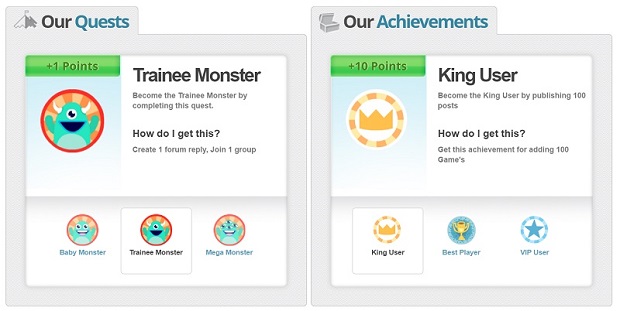 Our Quests
+1 Points
Trainee Monster
Become the Trainee Monster by
completing this quest.
How do I get this?
Create 1 forum reply, Join 1 group
Baby Monster
Trainee Monster
Mega Monster
Our Achievements
+10 Points
King User
Become the King User by publishing 100
posts
How do I get this?
Get this achievement for adding 100
Game's
King User
Best Player
VIP User